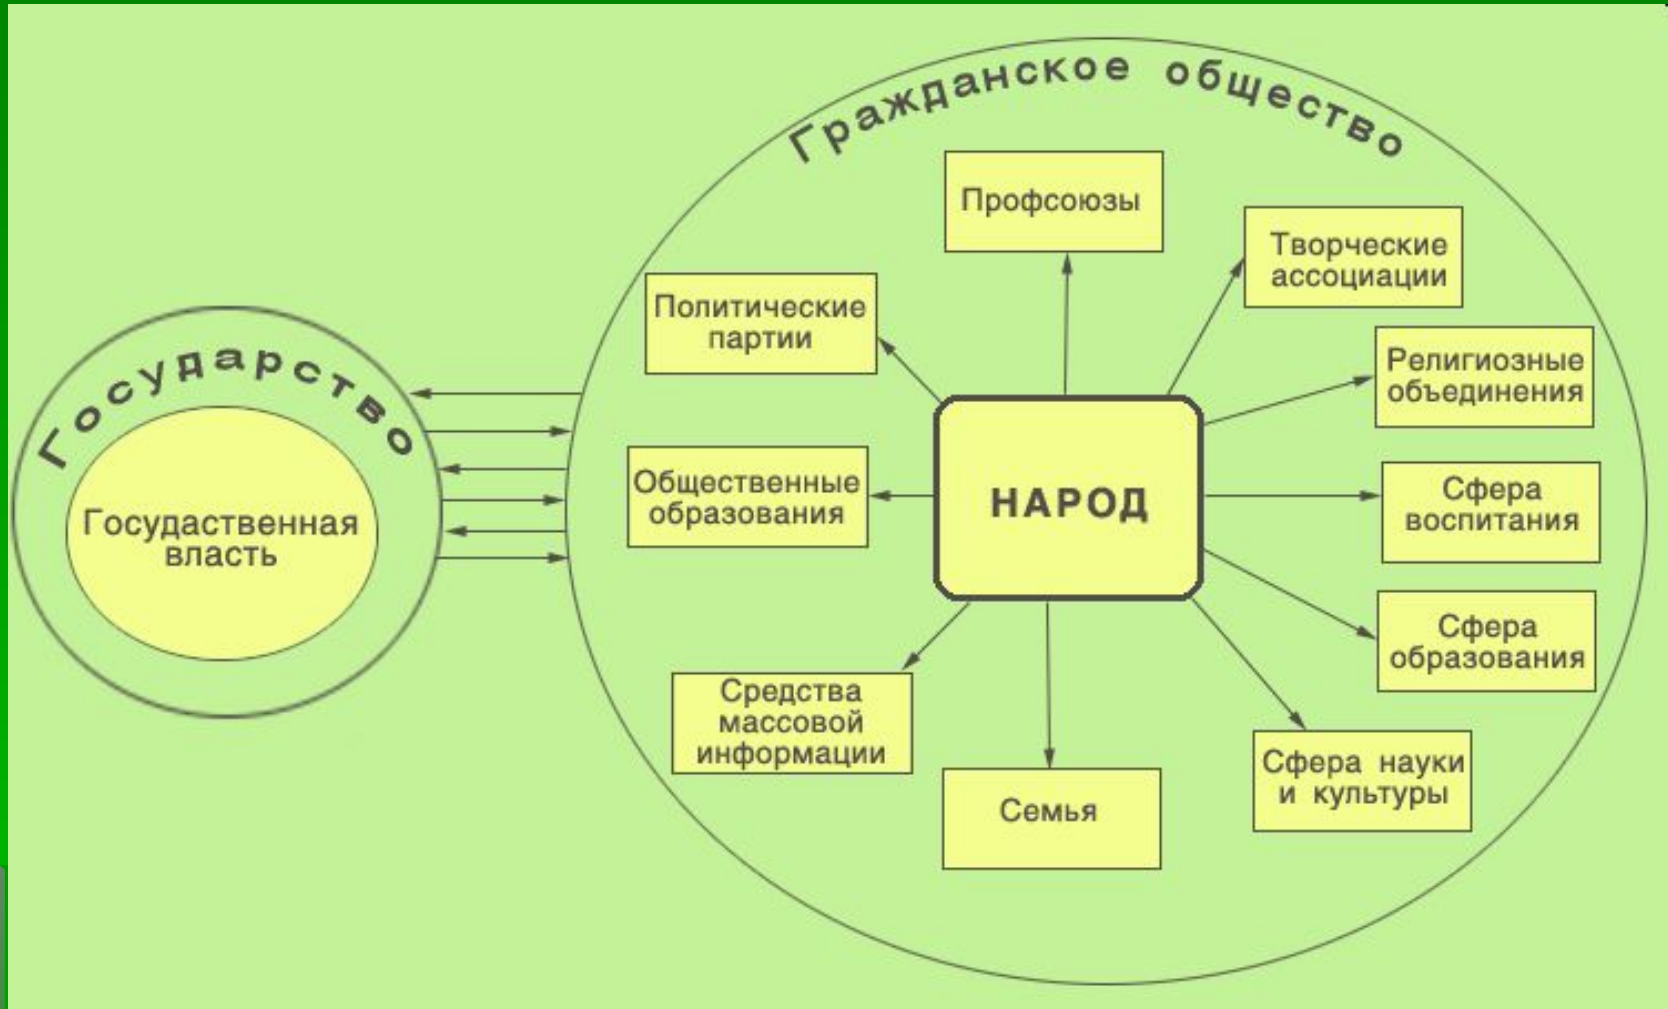 Гражданское общество
Профсоюзы
Творческие
ассоциации
Политические
партии
Религиозные
объединения
Государство
Госудаственная
власть
Общественные
образования
НАРОД
Сфера
воспитания
Сфера
образования
Средства
массовой
информации
Семья
Сфера науки
и культуры